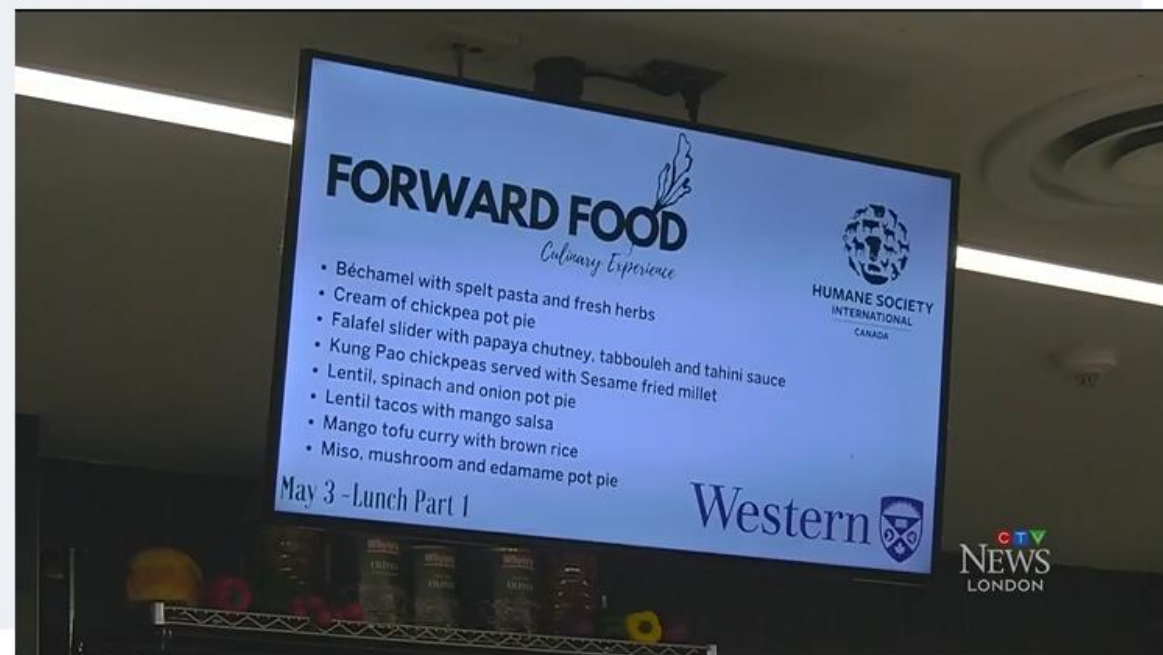 FORWARD FOOD
Culinary Experience
HUMANE SOCIETY
INTERNATIONAL
CANADA
• Béchamel with spelt pasta and fresh herbs
• Cream of chickpea pot pie
• Falafel slider with papaya chutney, tabbouleh and tahini sauce
• Kung Pao chickpeas served with Sesame fried millet
• Lentil, spinach and onion pot pie
• Lentil tacos with mango salsa
• Mango tofu curry with brown rice
• Miso, mushroom and edamame pot pie
May 3 -Lunch Part 1
Western
CTV
NEWS
LONDON